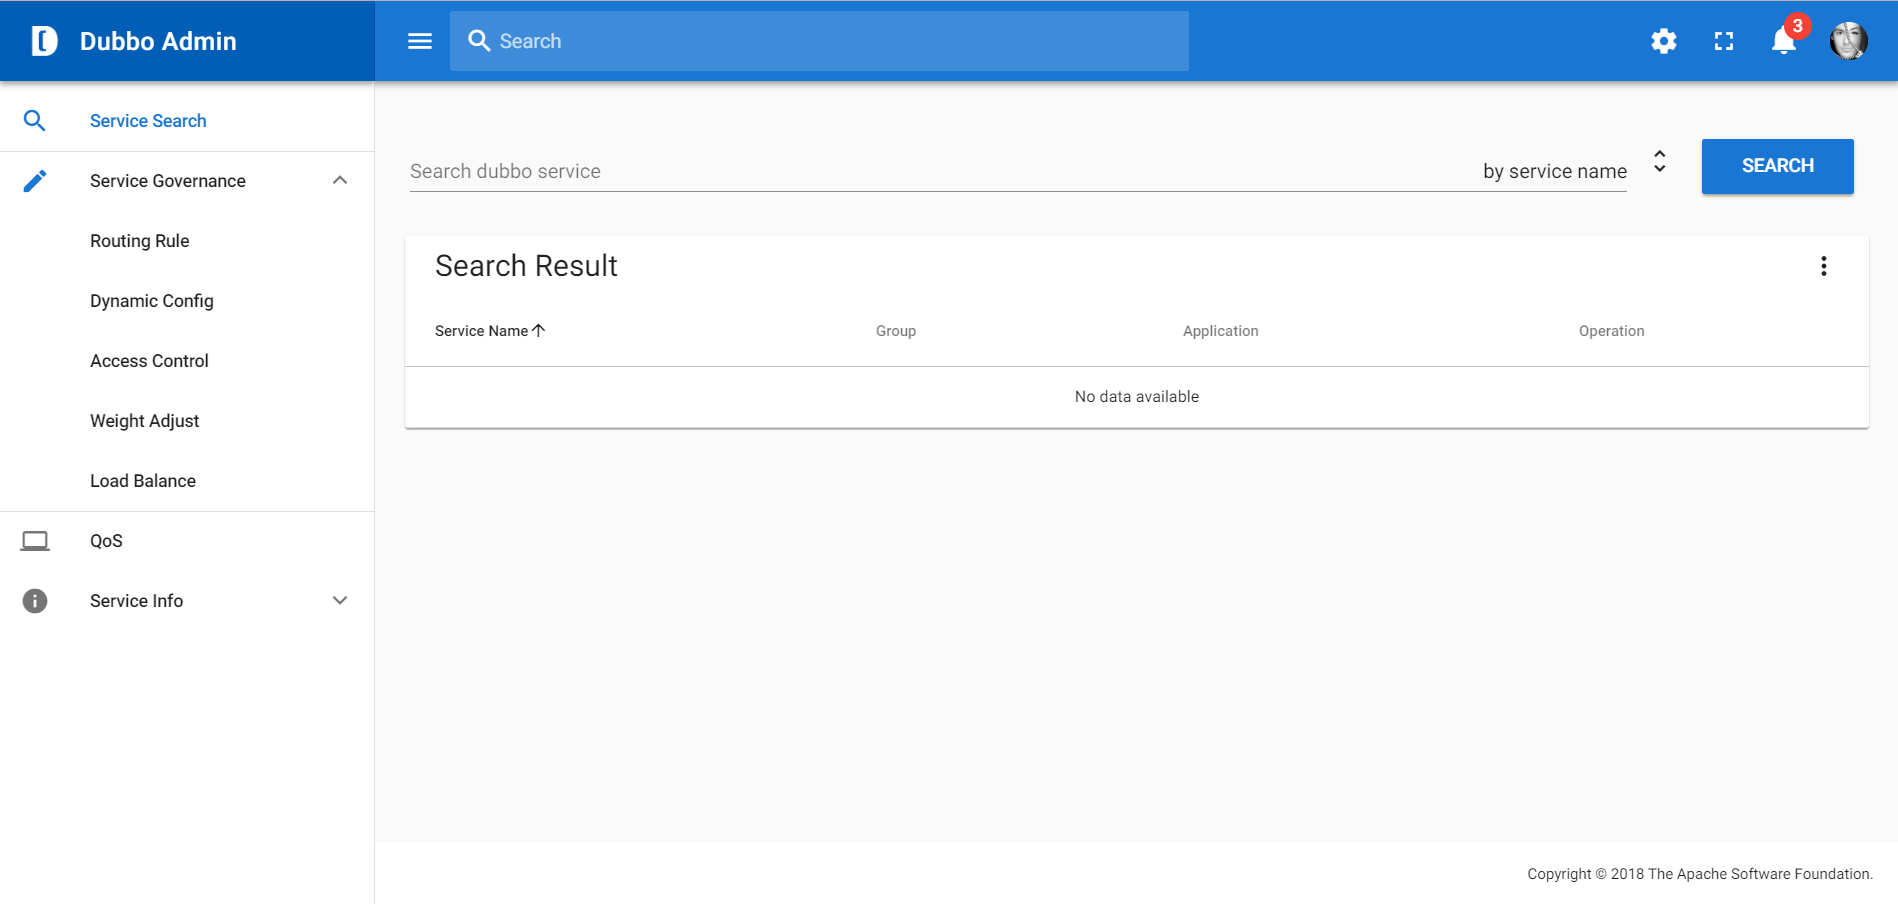 Dubbo Admin
Search
3
Service Search
Service Governance
Routing Rule
Dynamic Config
Access Control
Weight Adjust
Load Balance
QoS
Service Info
Search dubbo service
by service name
SEARCH
Search Result
Service Name Group Application Operation
No data available
Copyright © 2018 The Apache Software Foundation.